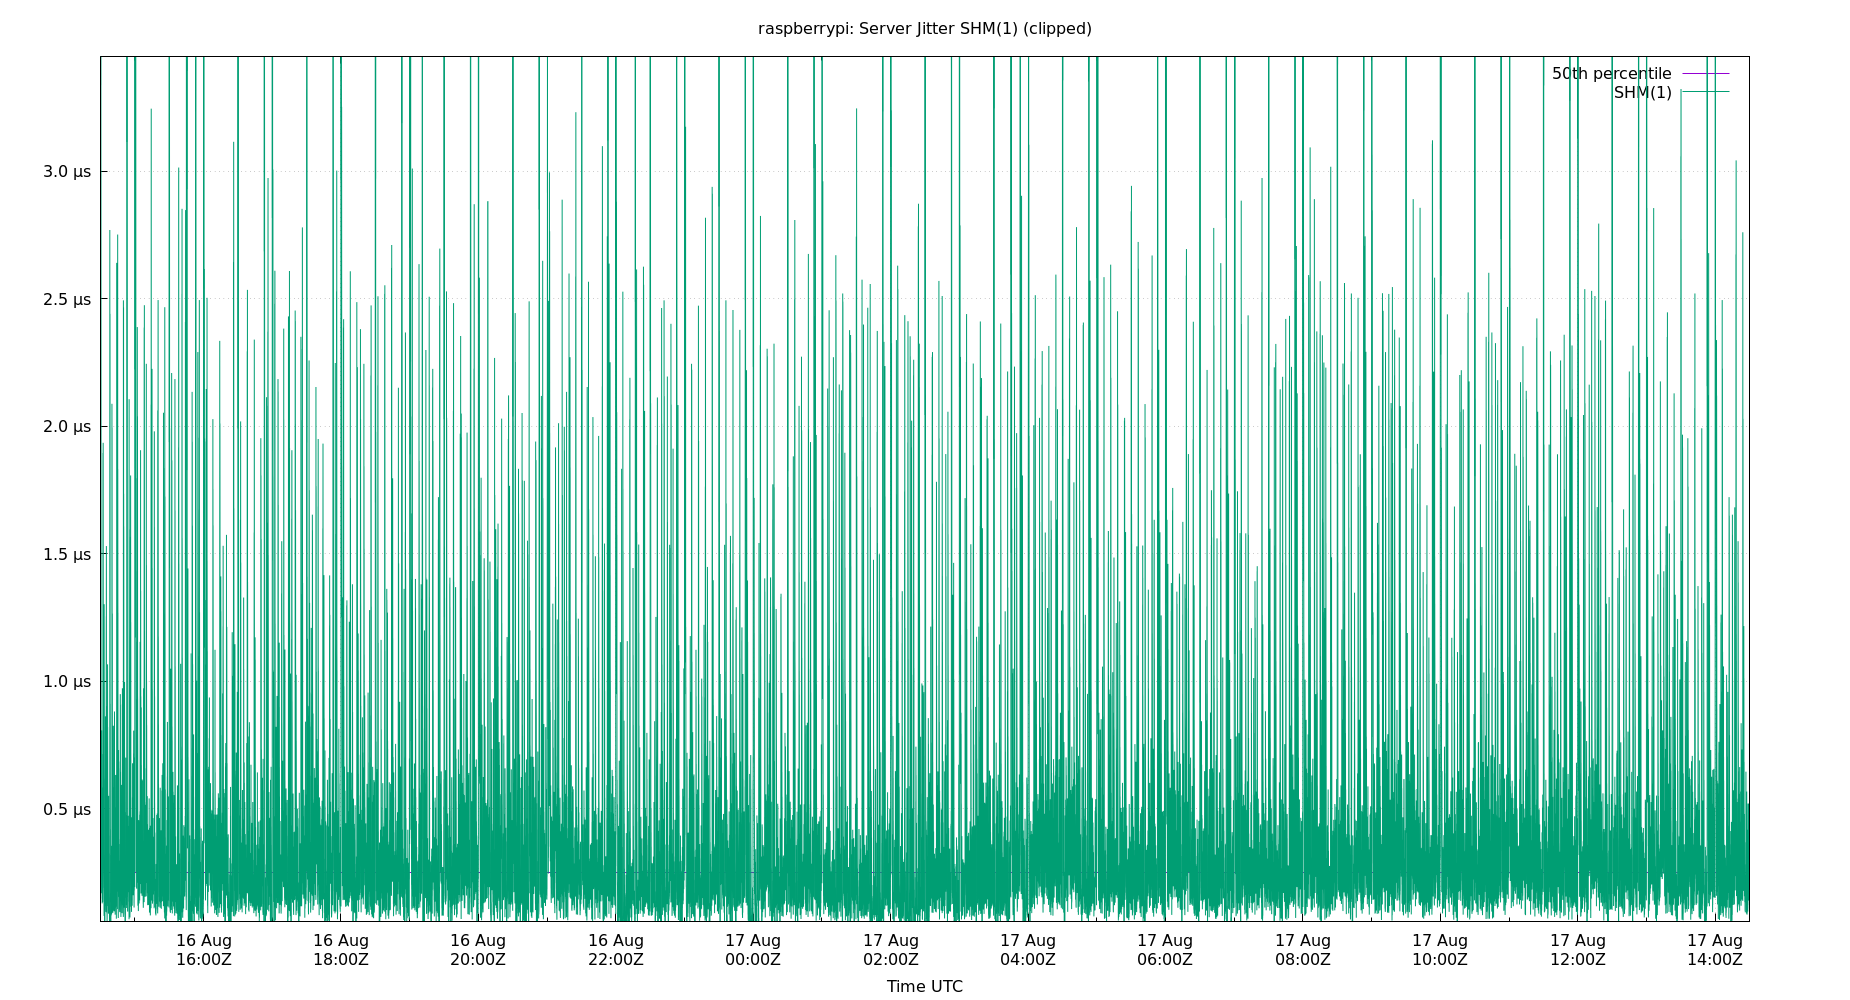 raspberrypi: Server Jitter SHM(1) (clipped)
50th percentile
SHM(1)
3.0 µs
2.5 µs
2.0 µs
1.5 µs
1.0 µs
0.5 µs
16 Aug 16 Aug 16 Aug 16 Aug 17 Aug 17 Aug 17 Aug 17 Aug 17 Aug 17 Aug 17 Aug 17 Aug
16:00Z 18:00Z 20:00Z 22:00Z 00:00Z 02:00Z 04:00Z 06:00Z 08:00Z 10:00Z 12:00Z 14:00Z
Time UTC